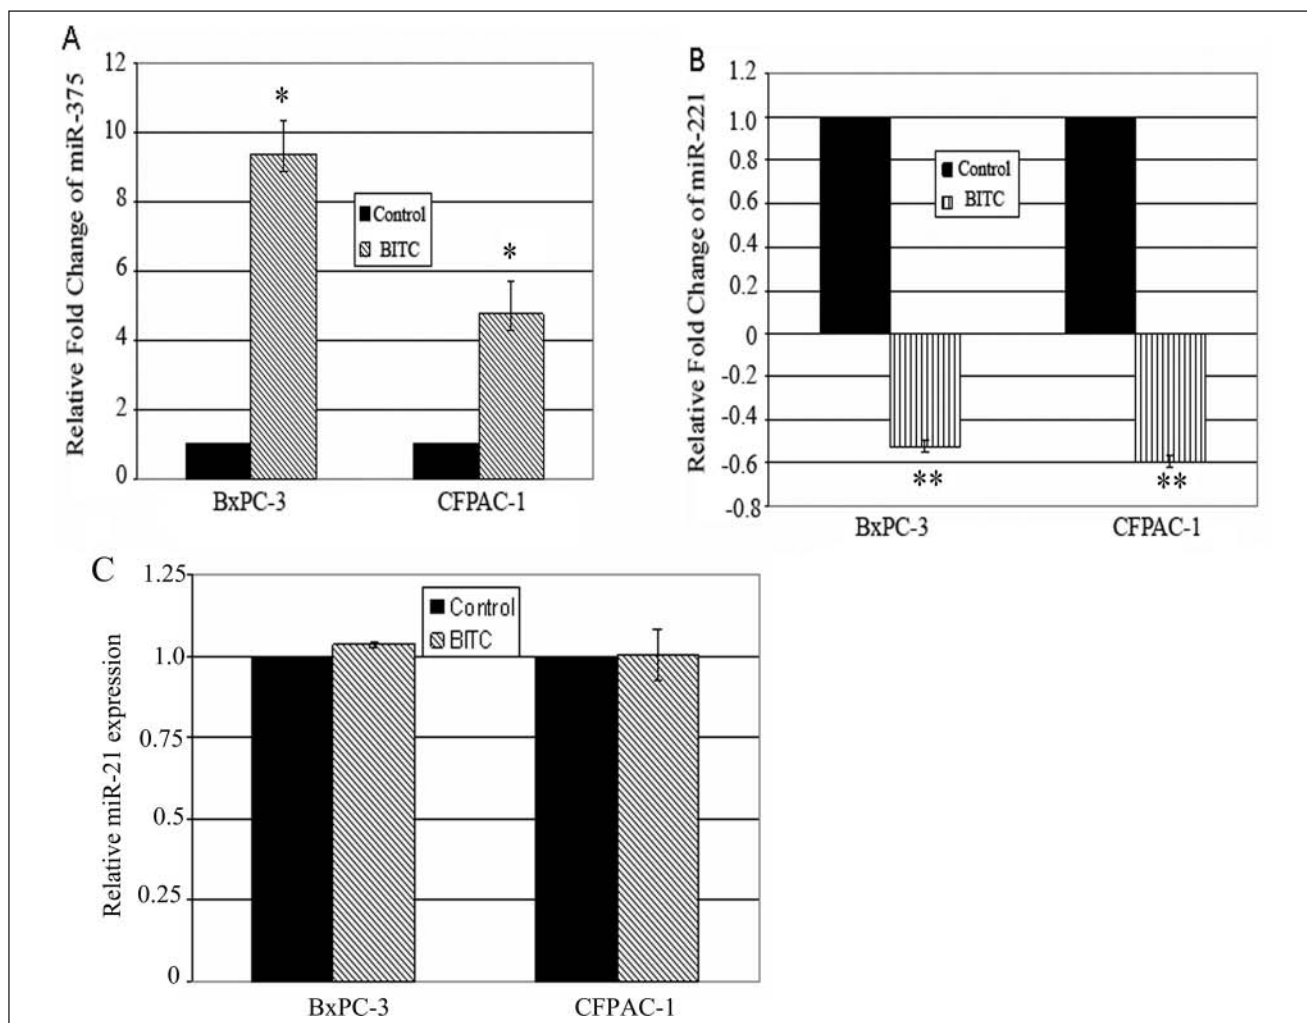 A
Relative Fold Change of miR-375
12
10
8
6
4
2
0
*
*
Control
BITC
BxPC-3
CFPAC-1
B
Relative Fold Change of miR-221
1.2
1.0
0.8
0.6
0.4
0.2
0
-0.2
-0.4
-0.6
-0.8
Control
BITC
**
**
BxPC-3
CFPAC-1
C
Relative miR-21 expression
1.25
1.0
0.75
0.5
0.25
0
Control
BITC
BxPC-3
CFPAC-1